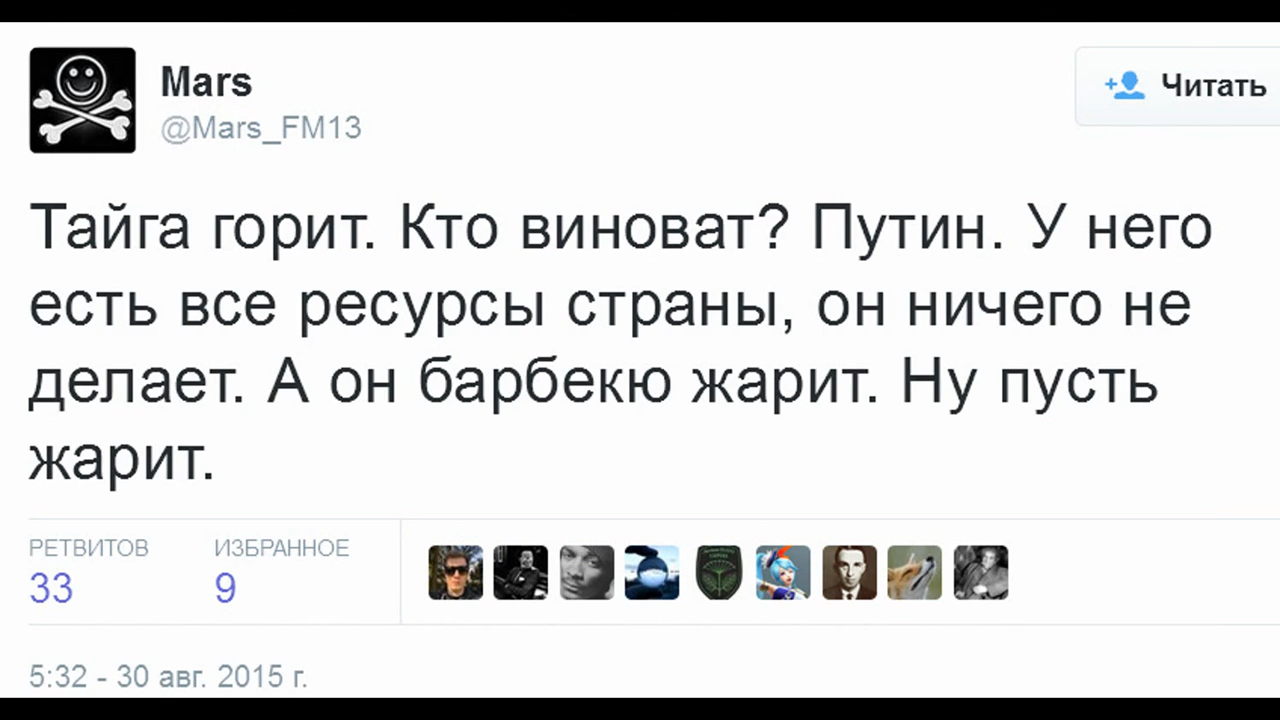 Mars
@Mars_FM13
Читать
Тайга горит. Кто виноват? Путин. У него
есть все ресурсы страны, он ничего не
делает. А он барбекю жарит. Ну пусть
жарит.
РЕТВИТОВ ИЗБРАННОЕ
33 9
5:32 - 30 авг. 2015 г.